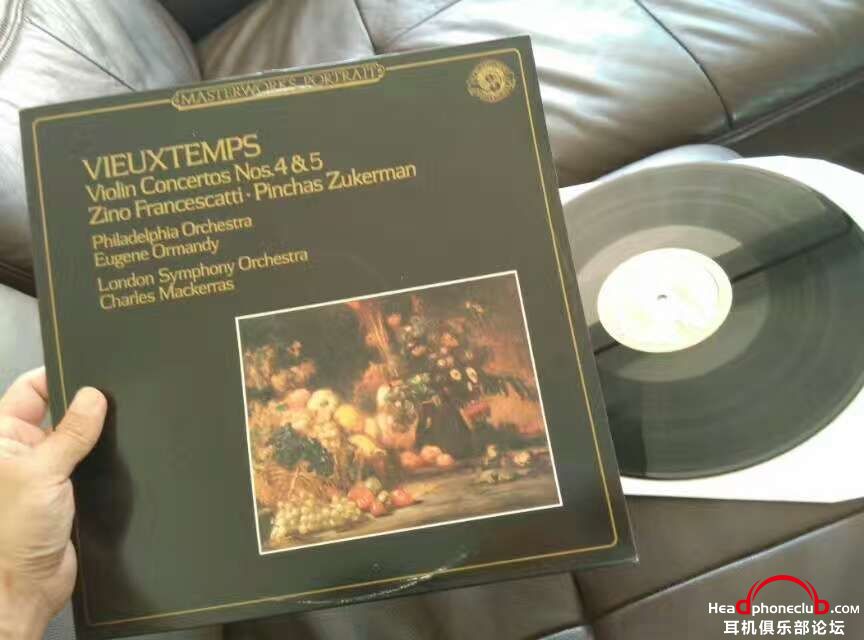 MASTERWORKS PORTRAIT
VIEUXTEMPS
Violin Concertos Nos. 4 & 5
Zino Francescatti · Pinchas Zukerman
Philadelphia Orchestra
Eugene Ormandy
London Symphony Orchestra
Charles Mackerras
Headphoneclub.COM
耳机俱乐部论坛